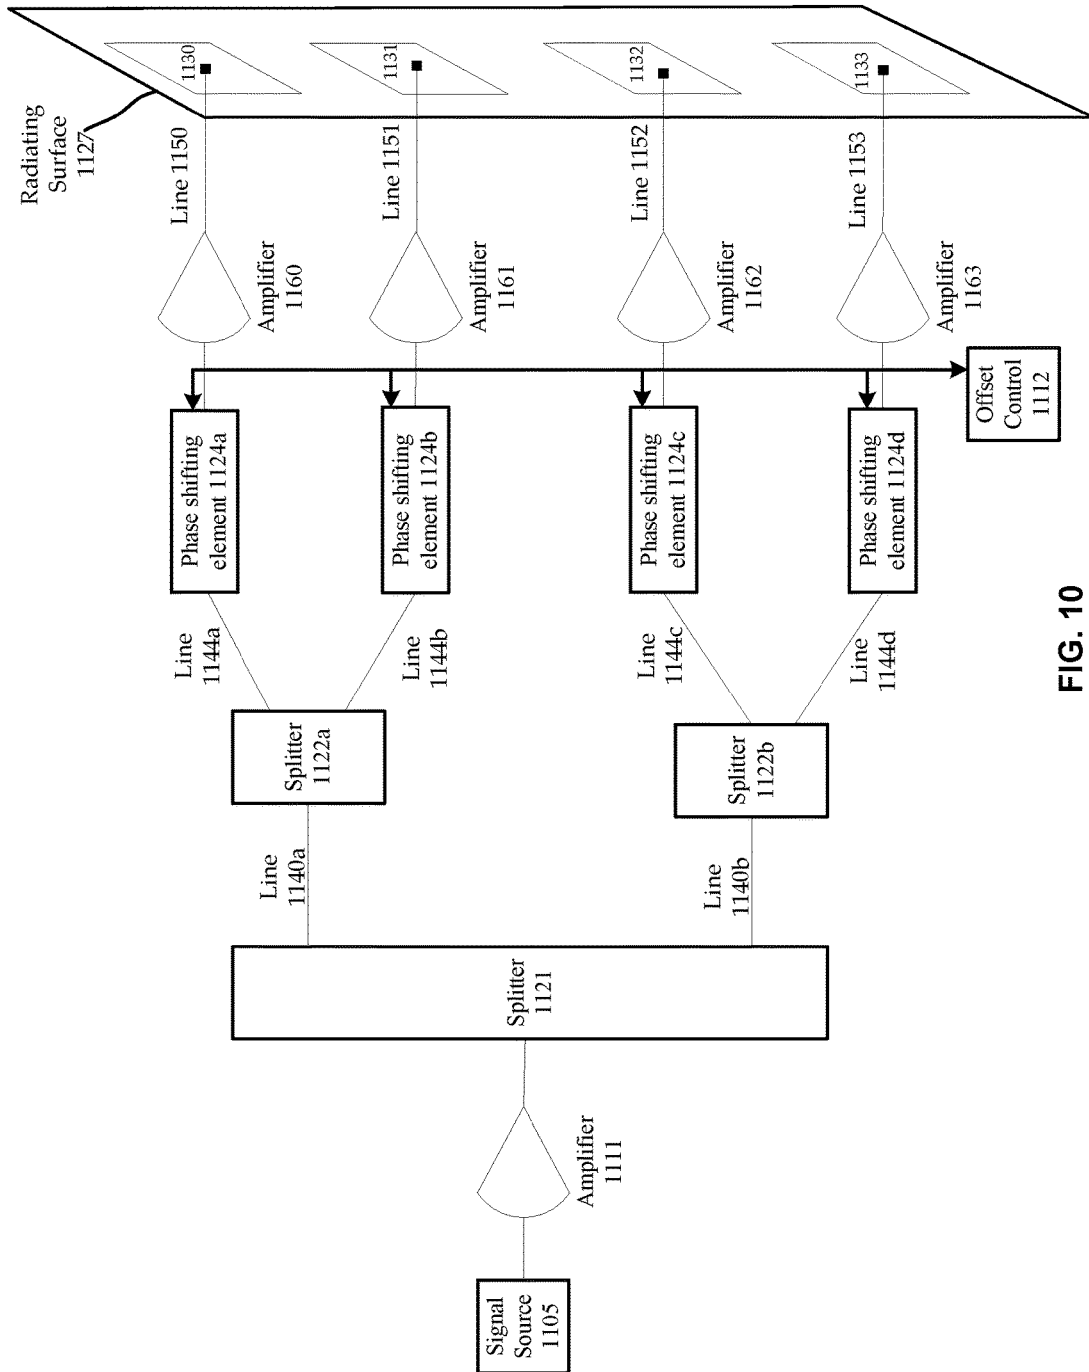 Radiating
Surface
1127
1130
1131
1132
1133
Line 1150
Line 1151
Line 1152
Line 1153
Amplifier
1160
Amplifier
1161
Amplifier
1162
Amplifier
1163
Phase shifting
element 1124a
Phase shifting
element 1124b
Phase shifting
element 1124c
Phase shifting
element 1124d
Offset
Control
1112
Line
1144a
Line
1144b
Line
1144c
Line
1144d
Splitter
1122a
Splitter
1122b
Line
1140a
Line
1140b
Splitter
1121
Amplifier
1111
Signal
Source
1105
FIG. 10